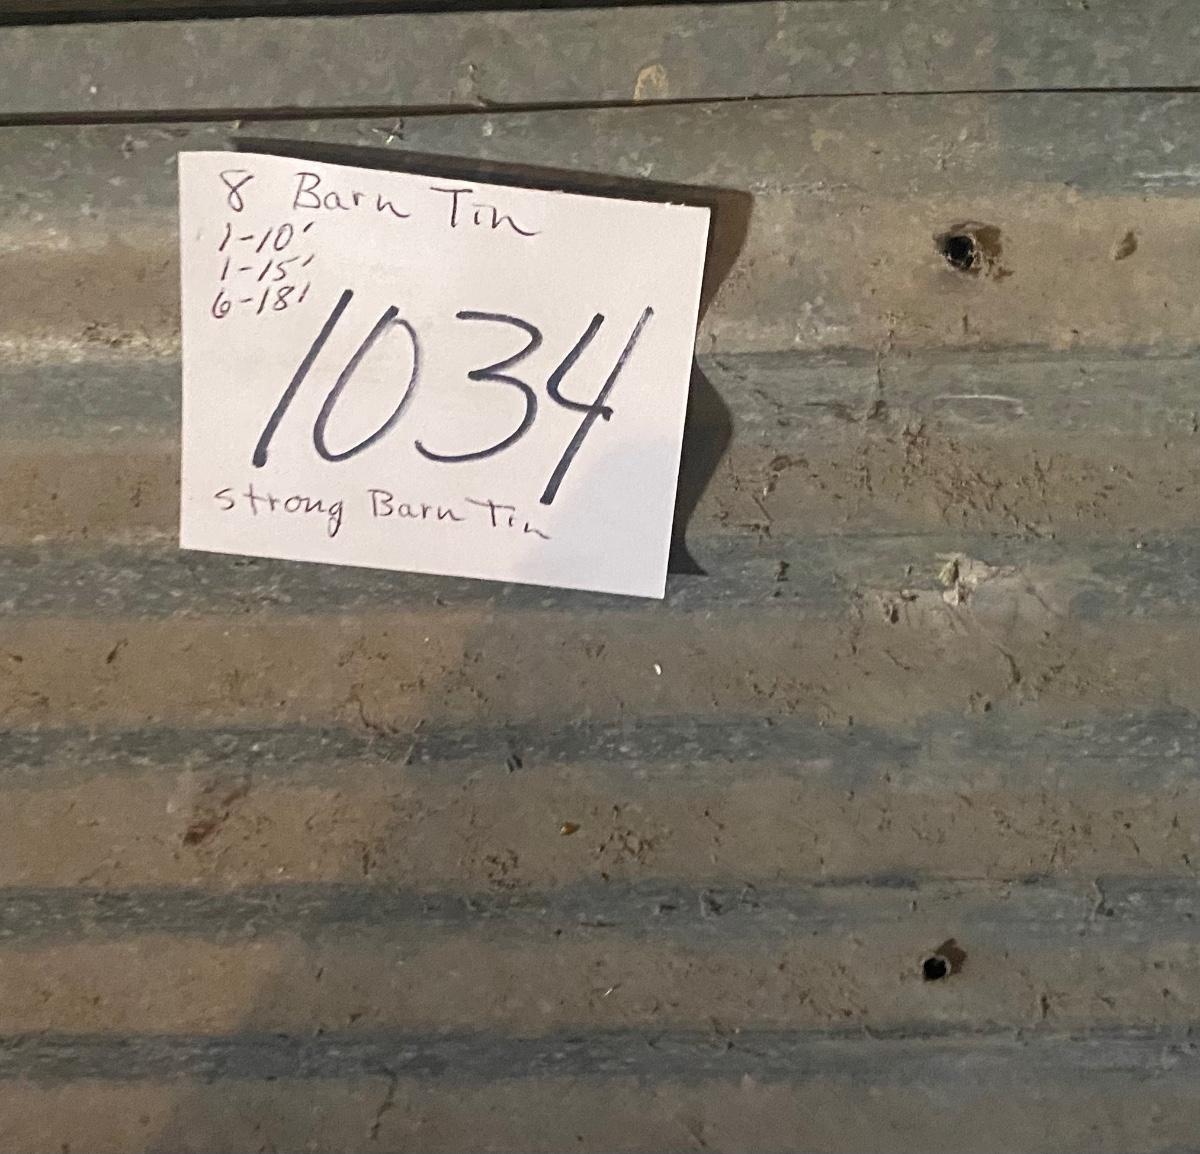 8 Barn Tin
1-10'
1-15'
6-18'
1034
strong Barn Tin